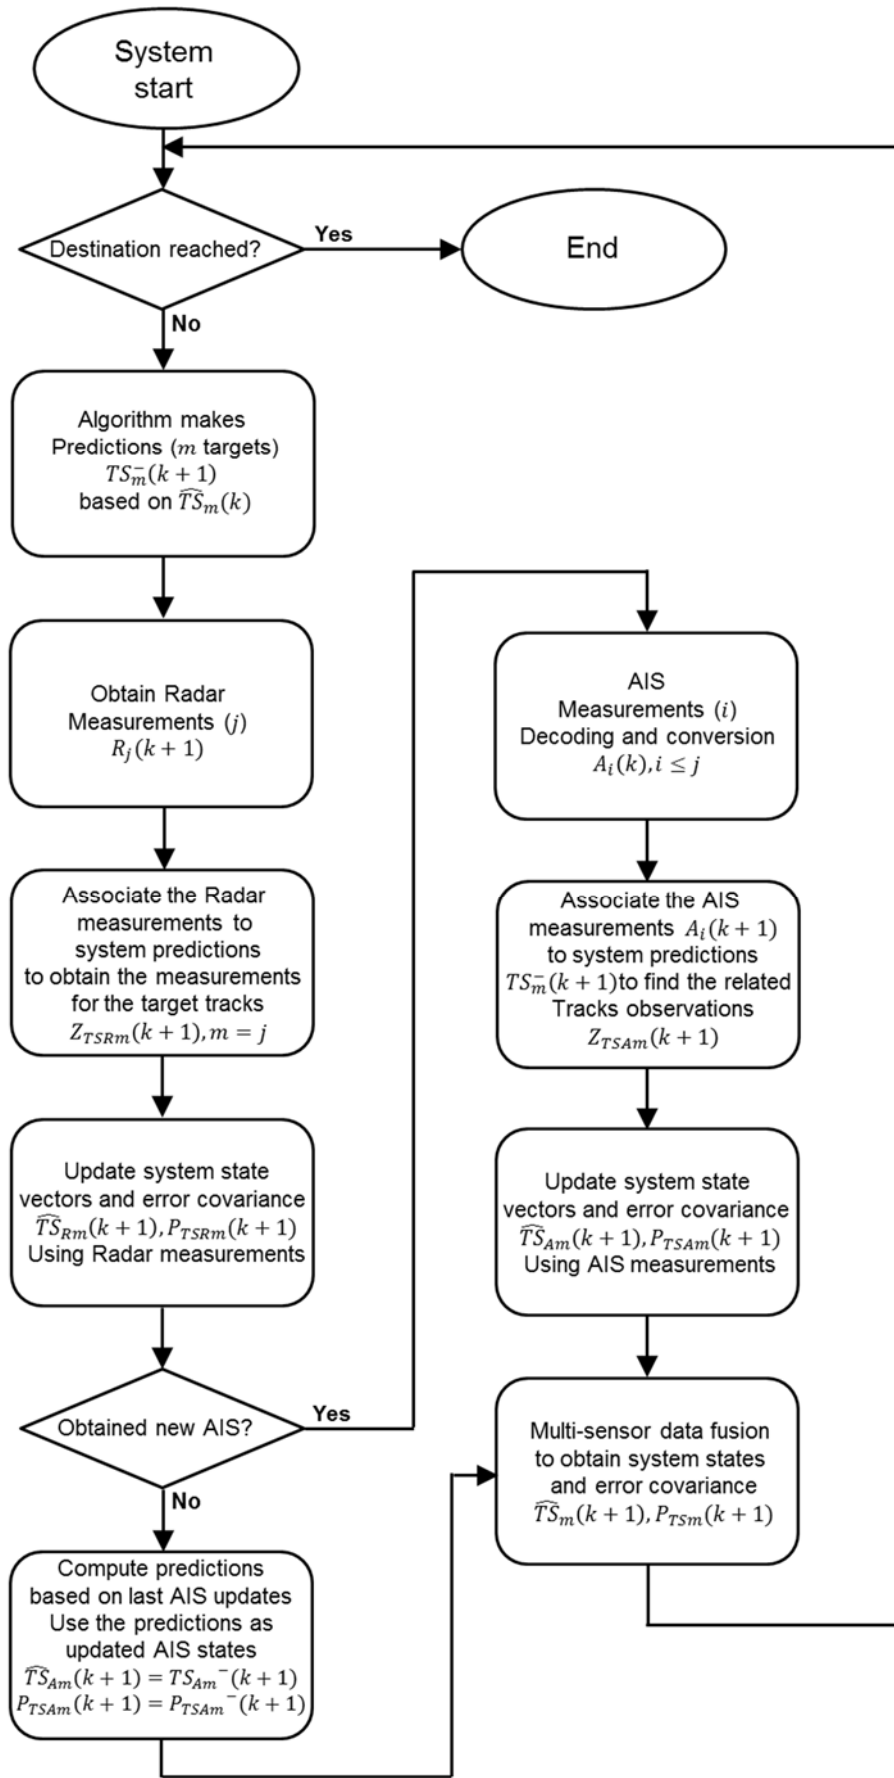 System
start
Destination reached?
Yes
End
No
Algorithm makes
Predictions (m targets)
TS_m^-(k + 1)
based on \widehat{TS}_m(k)
Obtain Radar
Measurements (j)
R_j(k + 1)
Associate the Radar
measurements to
system predictions
to obtain the measurements
for the target tracks
Z_{TSRm}(k + 1), m = j
Update system state
vectors and error covariance
\widehat{TS}_{Rm}(k + 1), P_{TSRm}(k + 1)
Using Radar measurements
Obtained new AIS?
Yes
No
Compute predictions
based on last AIS updates
Use the predictions as
updated AIS states
\widehat{TS}_{Am}(k + 1) = TS_{Am}^-(k + 1)
P_{TSAm}(k + 1) = P_{TSAm}^-(k + 1)
AIS
Measurements (i)
Decoding and conversion
A_i(k), i ≤ j
Associate the AIS
measurements A_i(k + 1)
to system predictions
TS_m^-(k + 1)to find the related
Tracks observations
Z_{TSAm}(k + 1)
Update system state
vectors and error covariance
\widehat{TS}_{Am}(k + 1), P_{TSAm}(k + 1)
Using AIS measurements
Multi-sensor data fusion
to obtain system states
and error covariance
\widehat{TS}_m(k + 1), P_{TSm}(k + 1)